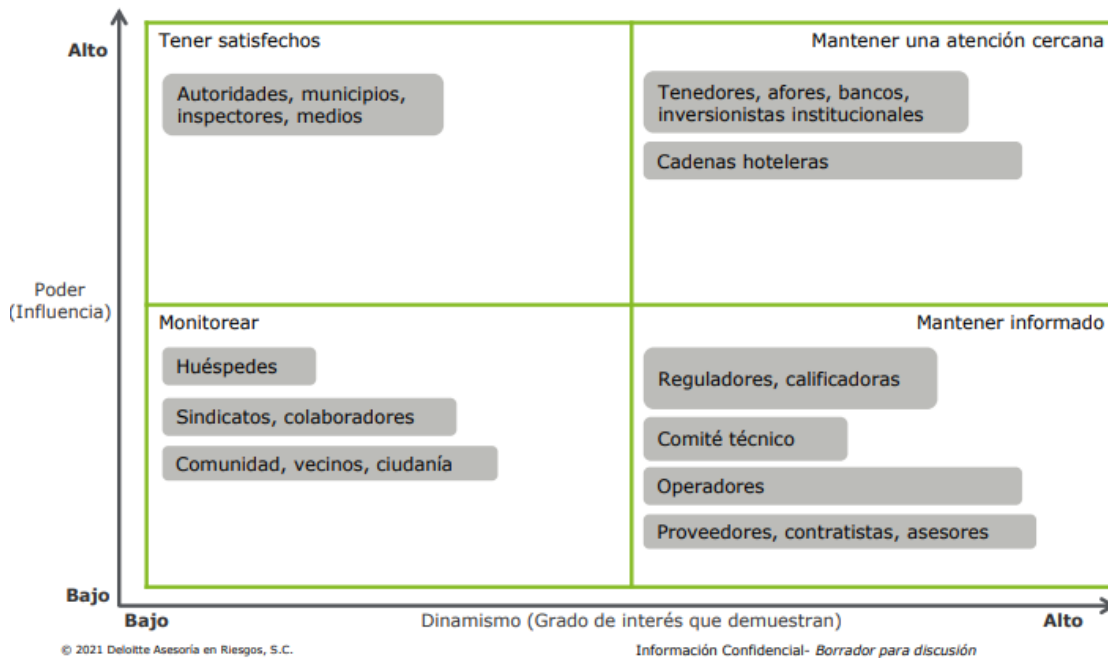 Alto
Tener satisfechos
Autoridades, municipios,
inspectores, medios
Mantener una atención cercana
Tenedores, afores, bancos,
inversionistas institucionales
Cadenas hoteleras
Poder
(Influencia)
Monitorear
Huéspedes
Sindicatos, colaboradores
Comunidad, vecinos, ciudanía
Mantener informado
Reguladores, calificadoras
Comité técnico
Operadores
Proveedores, contratistas, asesores
Bajo
Bajo
Dinamismo (Grado de interés que demuestran)
Alto
© 2021 Deloitte Asesoría en Riesgos, S.C.
Información Confidencial- Borrador para discusión